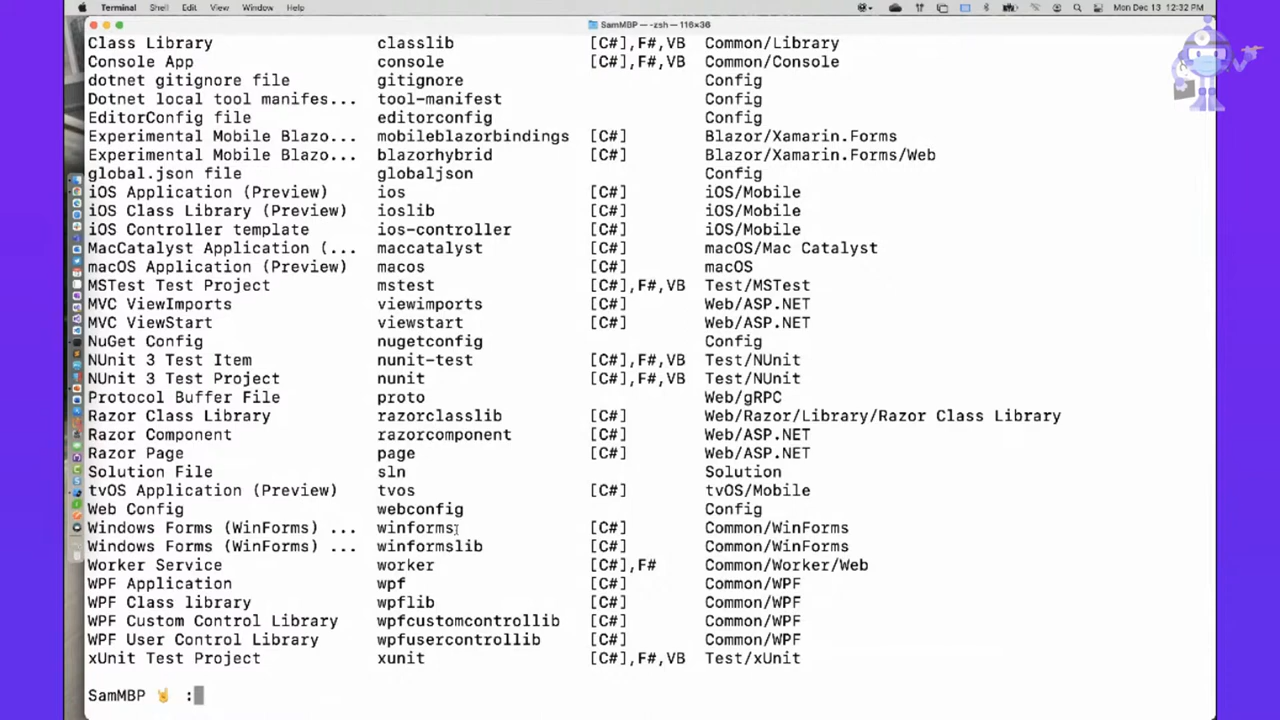 Terminal Shell Edit View Window Help Mon Dec 13 12:32 PM
SamMBP — -zsh — 116×36
Class Library classlib [C#],F#,VB Common/Library
Console App console [C#],F#,VB Common/Console
dotnet gitignore file gitignore Config
Dotnet local tool manifes... tool-manifest Config
EditorConfig file editorconfig Config
Experimental Mobile Blazo... mobileblazorbindings [C#] Blazor/Xamarin.Forms
Experimental Mobile Blazo... blazorhybrid [C#] Blazor/Xamarin.Forms/Web
global.json file globaljson Config
iOS Application (Preview) ios [C#] iOS/Mobile
iOS Class Library (Preview) ioslib [C#] iOS/Mobile
iOS Controller template ios-controller [C#] iOS/Mobile
MacCatalyst Application (... maccatalyst [C#] macOS/Mac Catalyst
macOS Application (Preview) macos [C#] macOS
MSTest Test Project mstest [C#],F#,VB Test/MSTest
MVC ViewImports viewimports [C#] Web/ASP.NET
MVC ViewStart viewstart [C#] Web/ASP.NET
NuGet Config nugetconfig Config
NUnit 3 Test Item nunit-test [C#],F#,VB Test/NUnit
NUnit 3 Test Project nunit [C#],F#,VB Test/NUnit
Protocol Buffer File proto Web/gRPC
Razor Class Library razorclasslib [C#] Web/Razor/Library/Razor Class Library
Razor Component razorcomponent [C#] Web/ASP.NET
Razor Page page [C#] Web/ASP.NET
Solution File sln Solution
tvOS Application (Preview) tvos [C#] tvOS/Mobile
Web Config webconfig Config
Windows Forms (WinForms) ... winforms [C#] Common/WinForms
Windows Forms (WinForms) ... winformslib [C#] Common/WinForms
Worker Service worker [C#],F# Common/Worker/Web
WPF Application wpf [C#] Common/WPF
WPF Class library wpflib [C#] Common/WPF
WPF Custom Control Library wpfcustomcontrollib [C#] Common/WPF
WPF User Control Library wpfusercontrollib [C#] Common/WPF
xUnit Test Project xunit [C#],F#,VB Test/xUnit
SamMBP 🤘 :